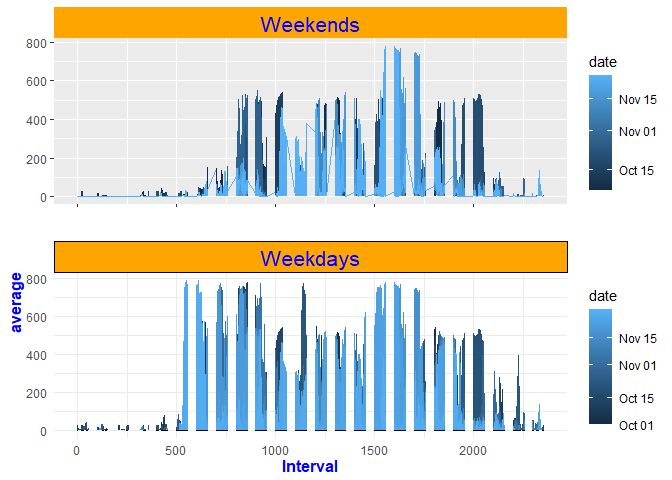 Weekends
800
600
400
200
0
date
Nov 15
Nov 01
Oct 15
Weekdays
800
600
400
200
0
average
date
Nov 15
Nov 01
Oct 15
Oct 01
0 500 1000 1500 2000
Interval